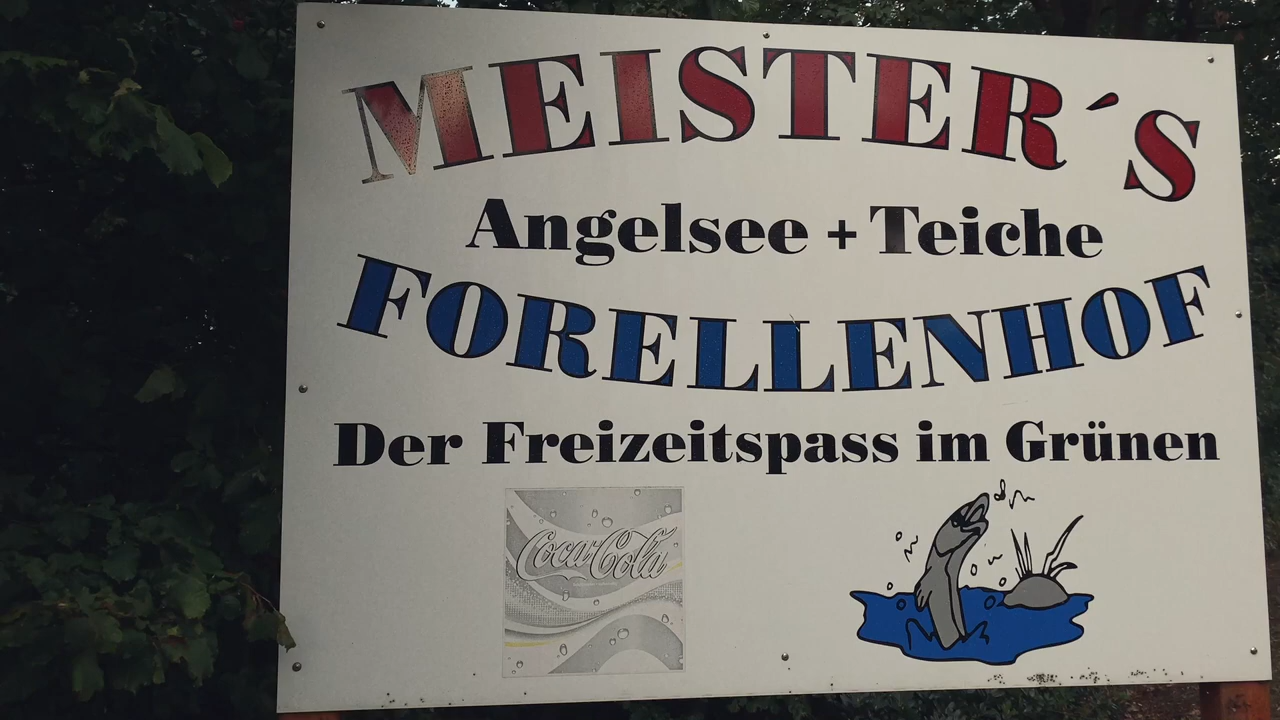 MEISTER´S
Angelsee + Teiche
FORELLENHOF
Der Freizeitspass im Grünen
Coca-Cola